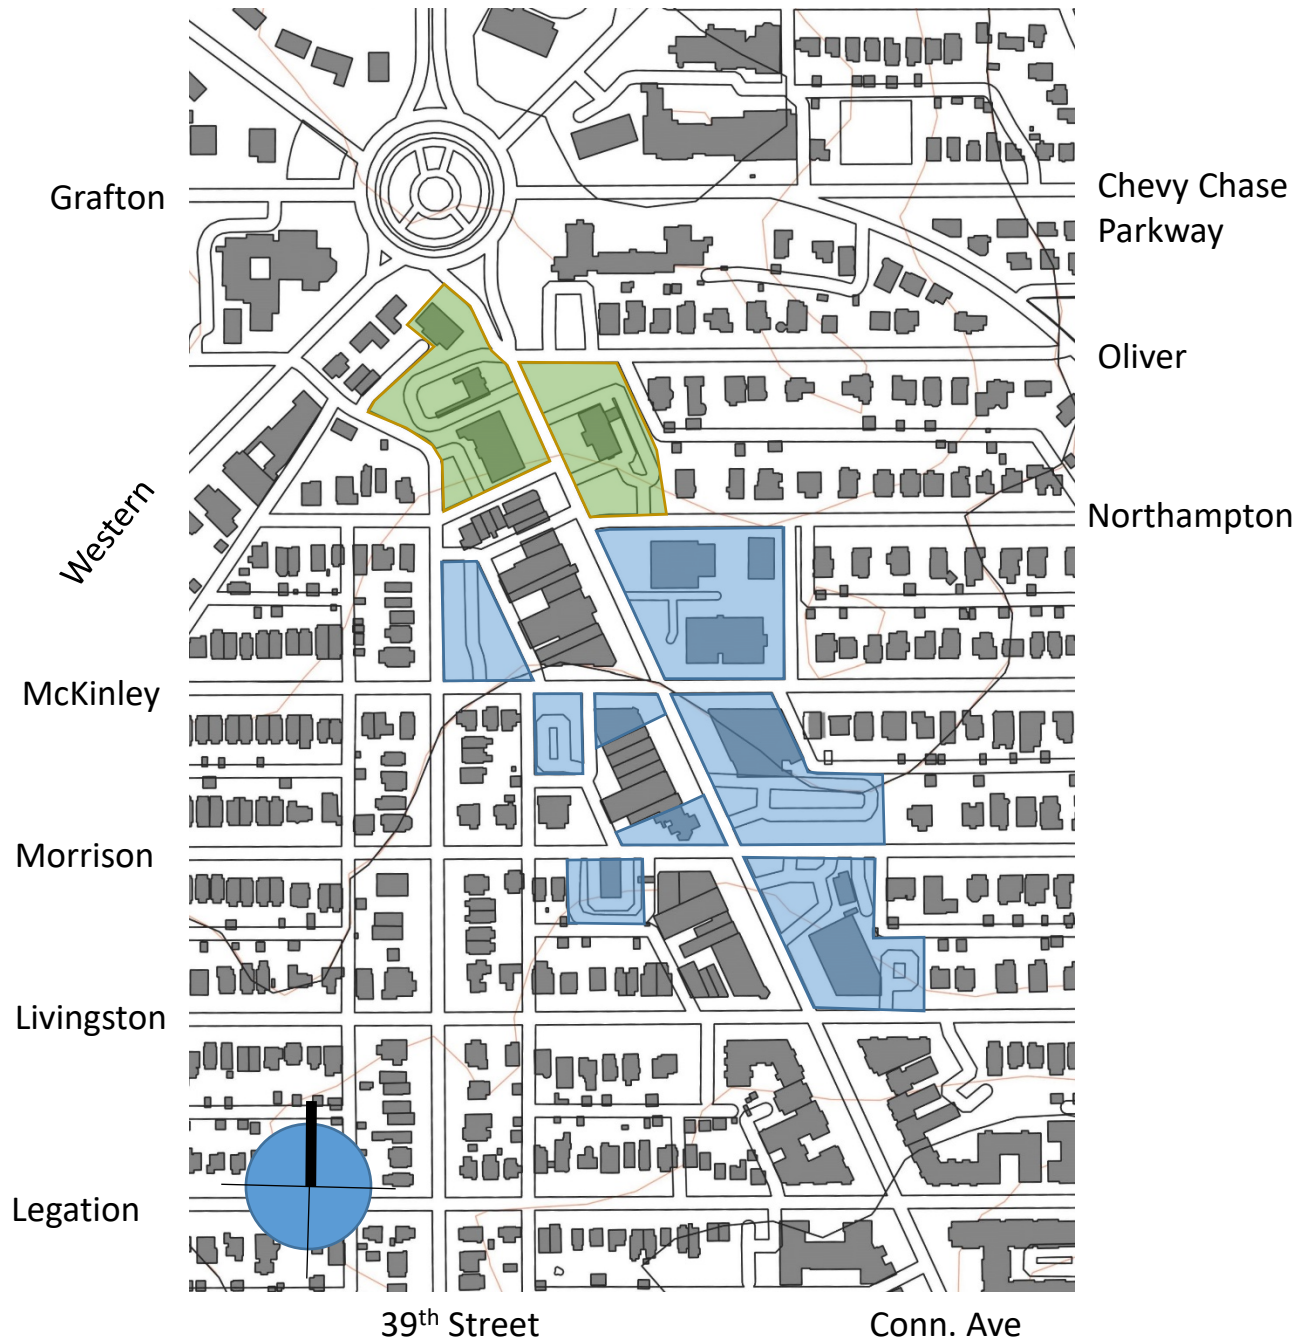 Grafton
Chevy Chase
Parkway
Oliver
Western
Northampton
McKinley
Morrison
Livingston
Legation
39th Street
Conn. Ave